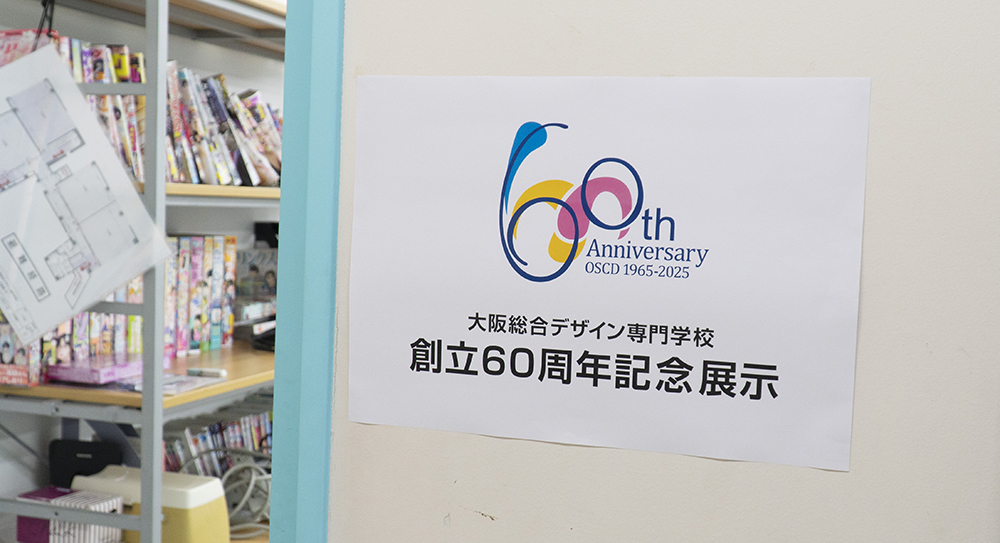 60th
Anniversary
OSCD 1965-2025
大阪総合デザイン専門学校
創立60周年記念展示